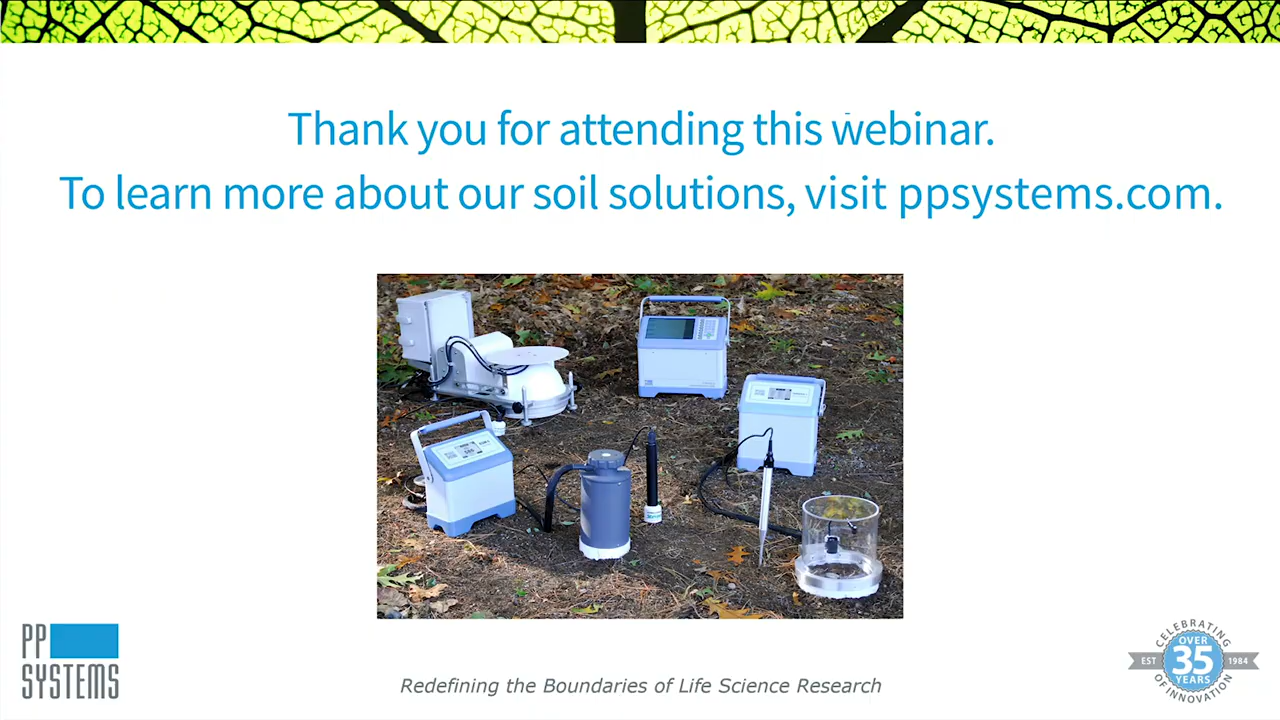 Thank you for attending this webinar.
To learn more about our soil solutions, visit ppsystems.com.
PP
SYSTEMS
Redefining the Boundaries of Life Science Research
CELEBRATING
OVER
EST 35 1984
YEARS
OF INNOVATION